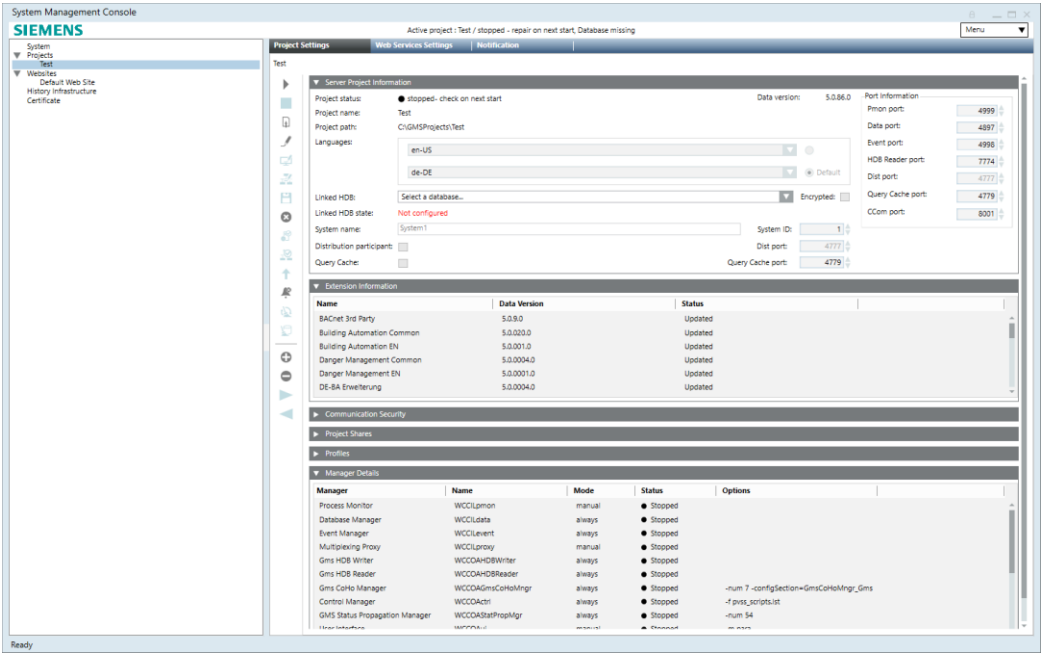 System Management Console
SIEMENS
Active project : Test / stopped - repair on next start, Database missing
Menu
System
Projects
Test
Websites
Default Web Site
History Infrastructure
Certificate
Project Settings Web Services Settings Notification
Test
Server Project Information
Project status: stopped- check on next start Data version: 5.0.86.0
Project name: Test
Project path: C:\GMSProjects\Test
Languages: en-US
de-DE Default
Linked HDB: Select a database... Encrypted:
Linked HDB state: Not configured
System name: System1 System ID: 1
Distribution participant: Dist port: 4777
Query Cache: Query Cache port: 4779
Port Information
Pmon port: 4999
Data port: 4897
Event port: 4998
HDB Reader port: 7774
Dist port: 4777
Query Cache port: 4779
CCom port: 8001
Extension Information
Name Data Version Status
BACnet 3rd Party 5.0.9.0 Updated
Building Automation Common 5.0.020.0 Updated
Building Automation EN 5.0.001.0 Updated
Danger Management Common 5.0.0004.0 Updated
Danger Management EN 5.0.0001.0 Updated
DE-BA Erweiterung 5.0.0004.0 Updated
Communication Security
Project Shares
Profiles
Manager Details
Manager Name Mode Status Options
Process Monitor WCCILpmon manual Stopped
Database Manager WCCILdata always Stopped
Event Manager WCCILevent always Stopped
Multiplexing Proxy WCCILproxy manual Stopped
Gms HDB Writer WCCOAHDBWriter always Stopped
Gms HDB Reader WCCOAHDBReader always Stopped
Gms CoHo Manager WCCOAGmsCoHoMngr always Stopped -num 7 -configSection=GmsCoHoMngr_Gms
Control Manager WCCOActrl always Stopped -f pvss_scripts.lst
GMS Status Propagation Manager WCCOAStatPropMgr always Stopped -num 54
User Interface WCCOAui manual Stopped
Ready